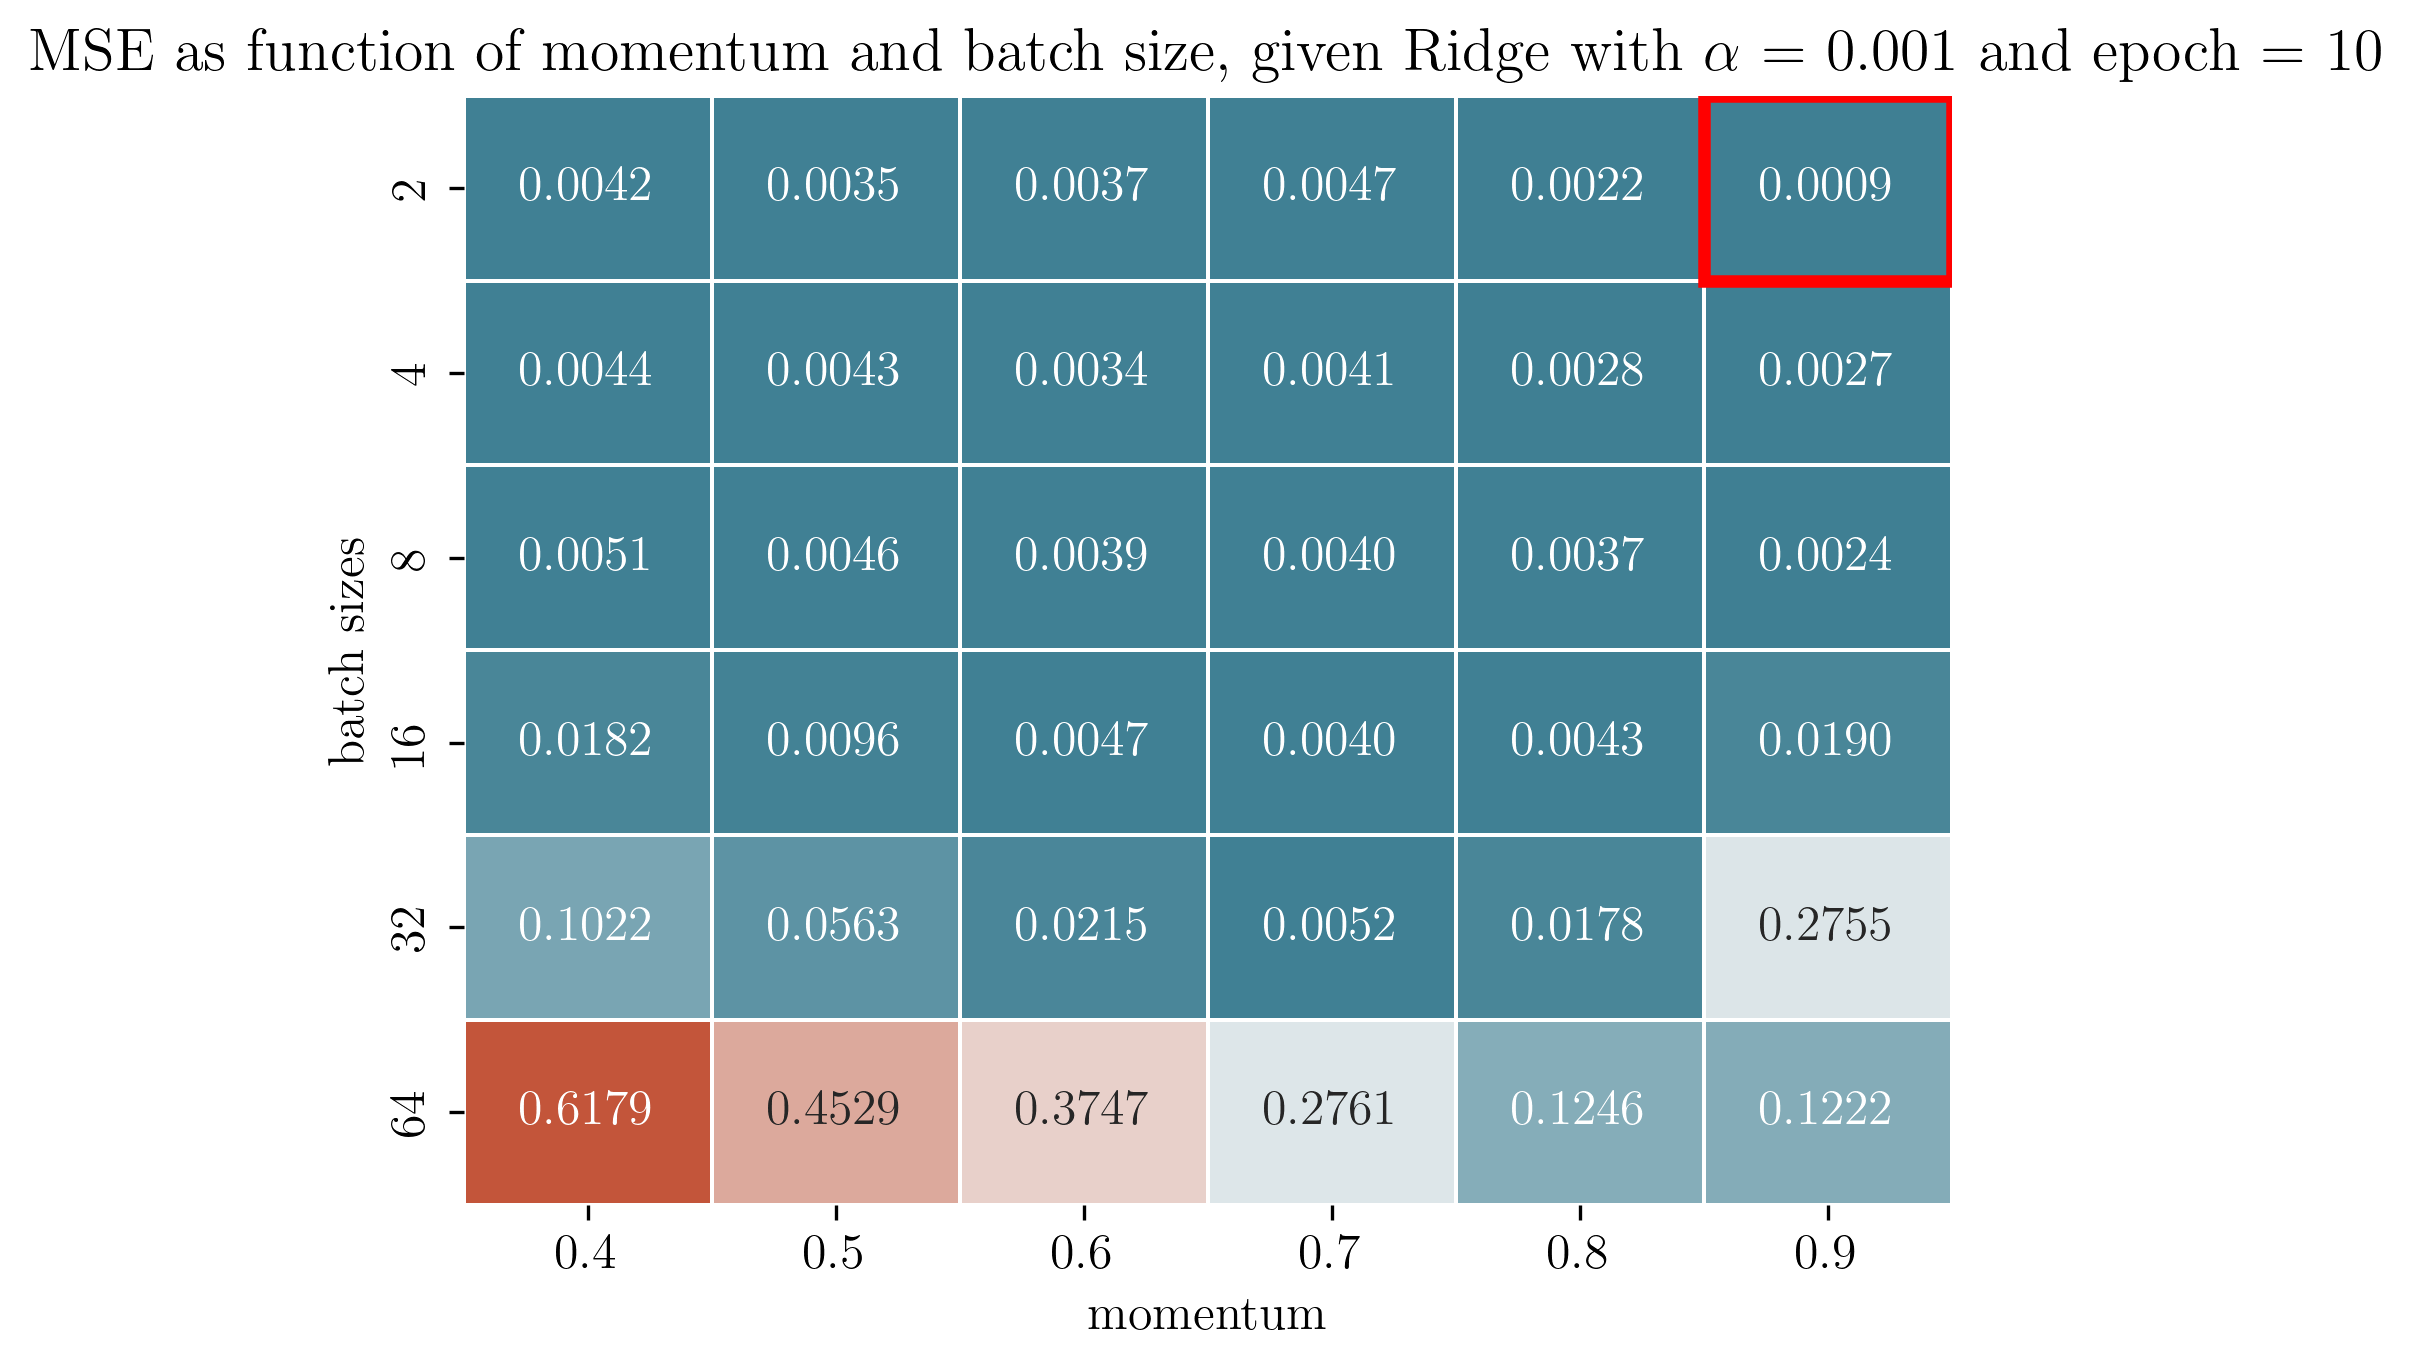 MSE as function of momentum and batch size, given Ridge with α = 0.001 and epoch = 10
batch sizes
2 0.0042 0.0035 0.0037 0.0047 0.0022 0.0009
4 0.0044 0.0043 0.0034 0.0041 0.0028 0.0027
8 0.0051 0.0046 0.0039 0.0040 0.0037 0.0024
16 0.0182 0.0096 0.0047 0.0040 0.0043 0.0190
32 0.1022 0.0563 0.0215 0.0052 0.0178 0.2755
64 0.6179 0.4529 0.3747 0.2761 0.1246 0.1222
0.4 0.5 0.6 0.7 0.8 0.9
momentum